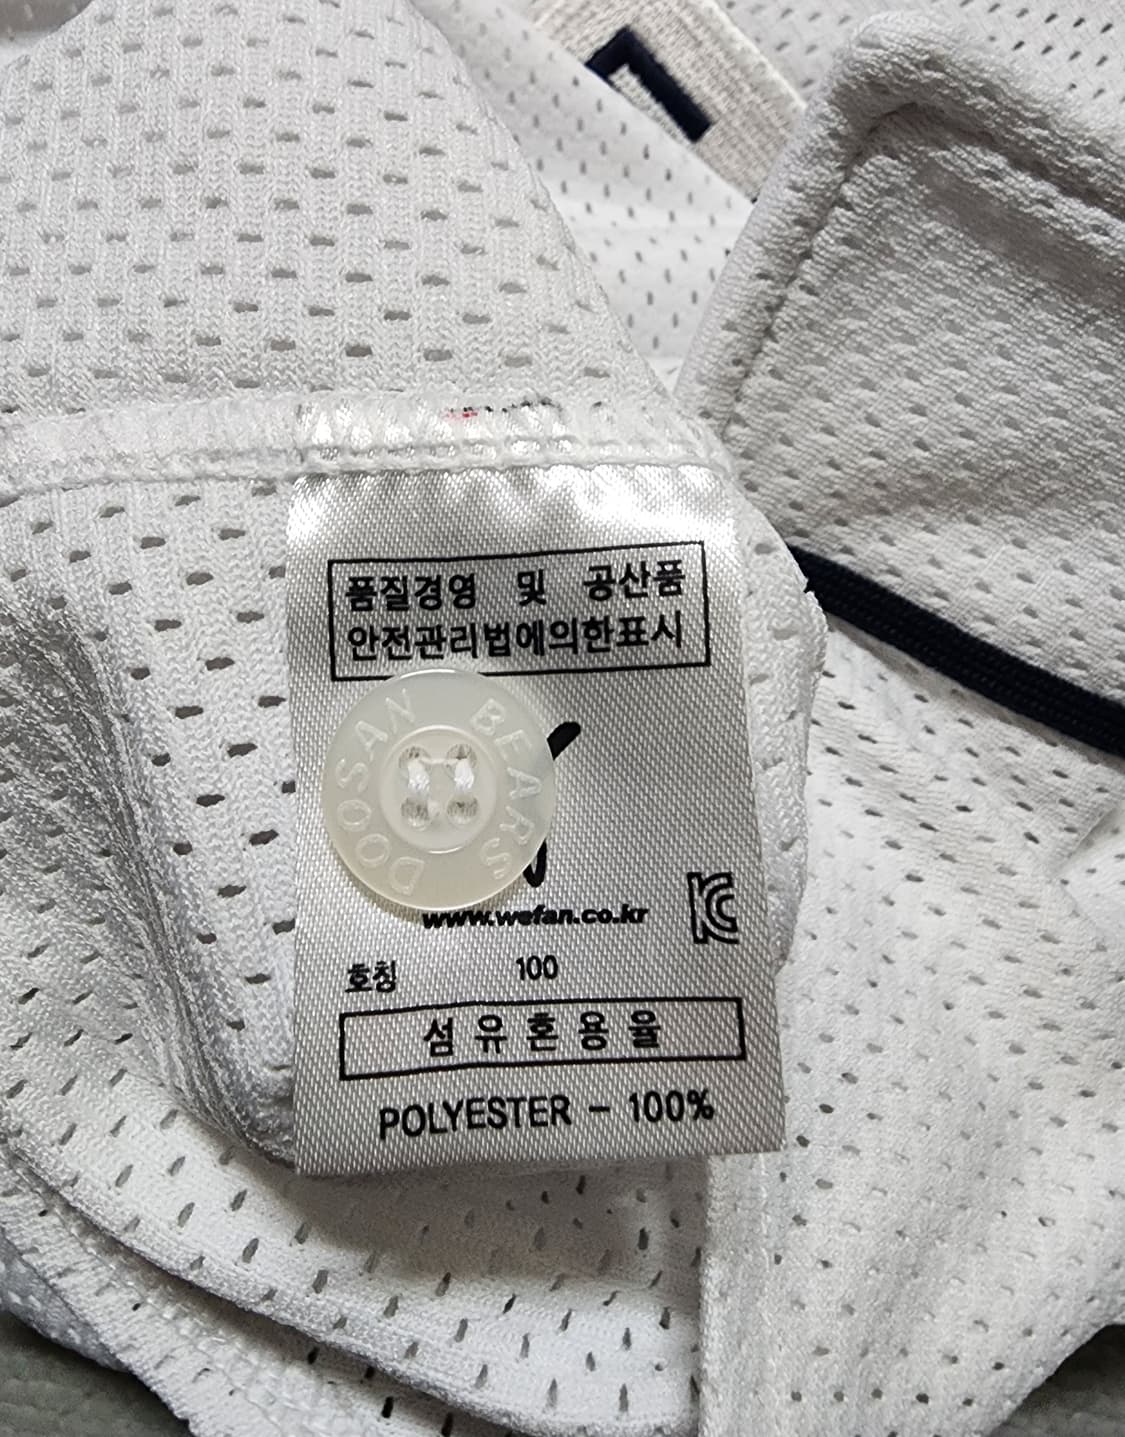 품질경영 및 공산품
안전관리법에의한표시
DOOSAN BEARS
www.wefan.co.kr
호칭 100
섬유혼용율
POLYESTER - 100%